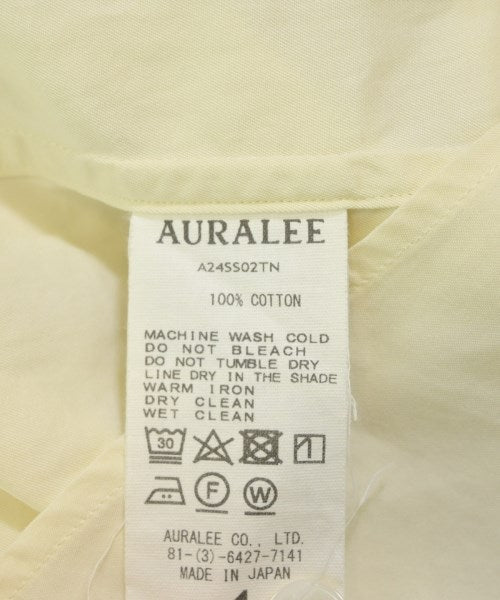 AURALEE
A24SS02TN
100% COTTON
MACHINE WASH COLD
DO NOT BLEACH
DO NOT TUMBLE DRY
LINE DRY IN THE SHADE
WARM IRON
DRY CLEAN
WET CLEAN
30
F W
AURALEE CO., LTD.
81-(3)-6427-7141
MADE IN JAPAN